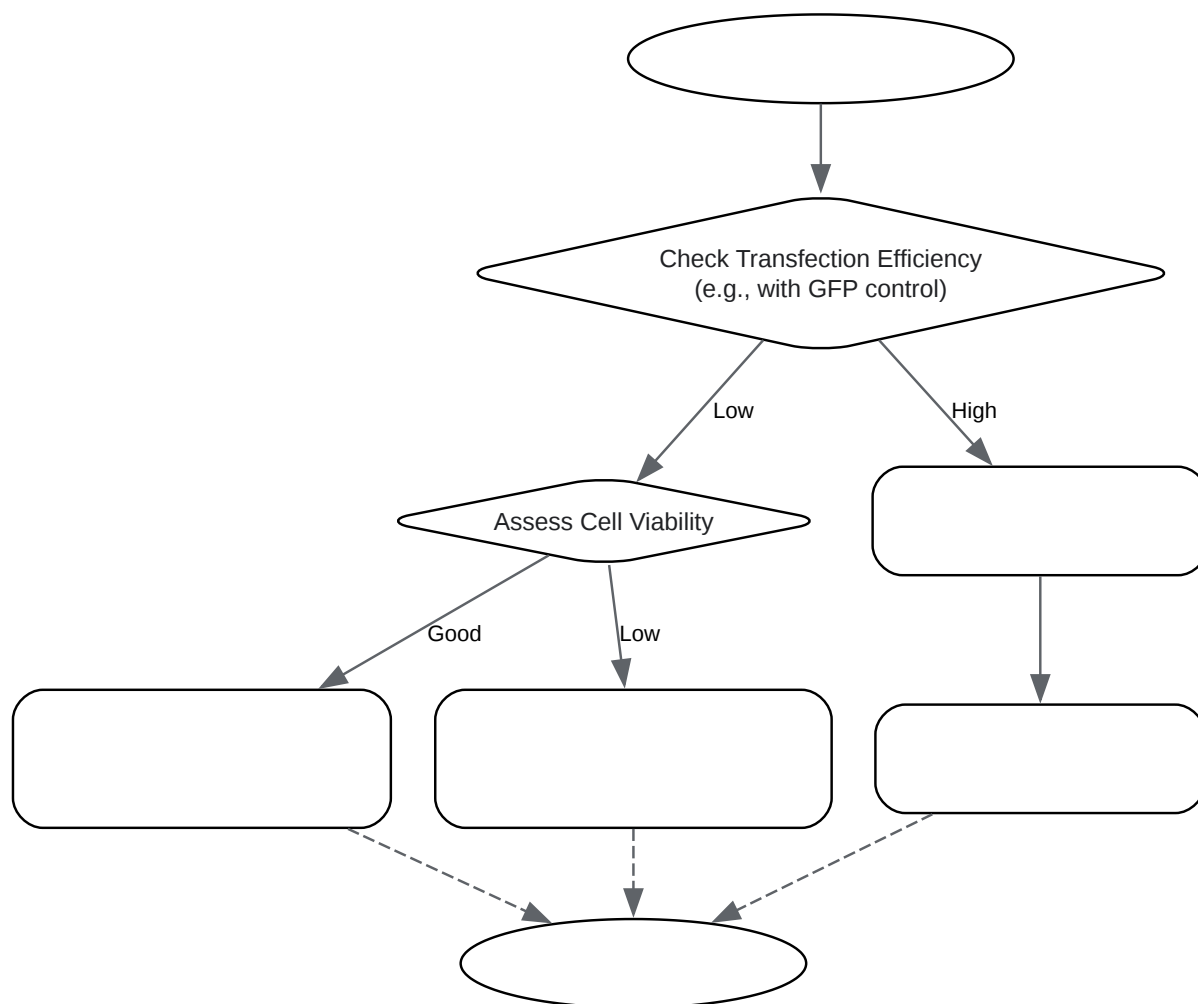 Check Transfection Efficiency
(e.g., with GFP control)
Low
High
Assess Cell Viability
Good
Low